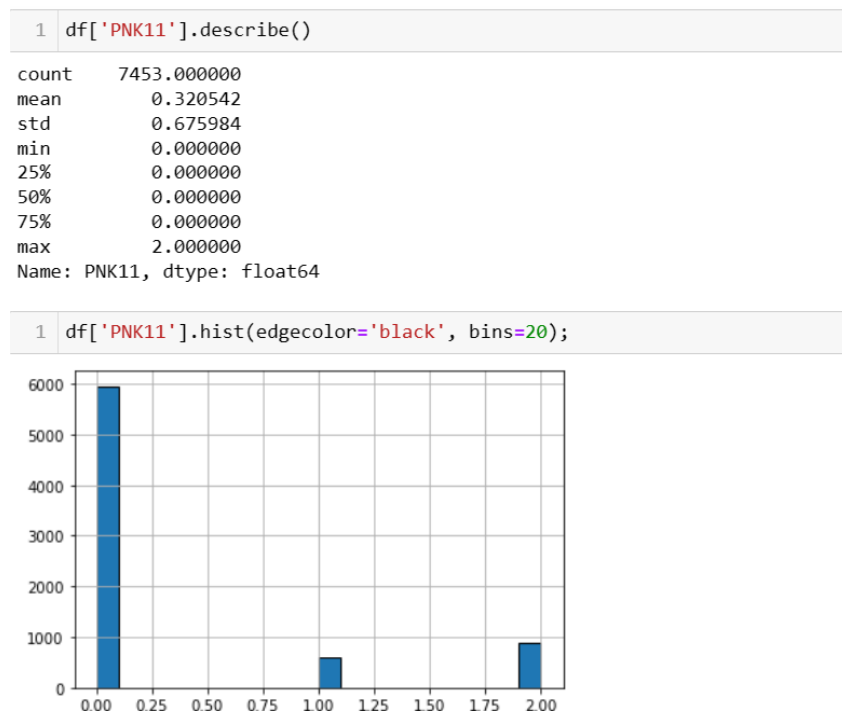 1 df['PNK11'].describe()
count 7453.000000
mean 0.320542
std 0.675984
min 0.000000
25% 0.000000
50% 0.000000
75% 0.000000
max 2.000000
Name: PNK11, dtype: float64
1 df['PNK11'].hist(edgecolor='black', bins=20);
6000
5000
4000
3000
2000
1000
0
0.00 0.25 0.50 0.75 1.00 1.25 1.50 1.75 2.00